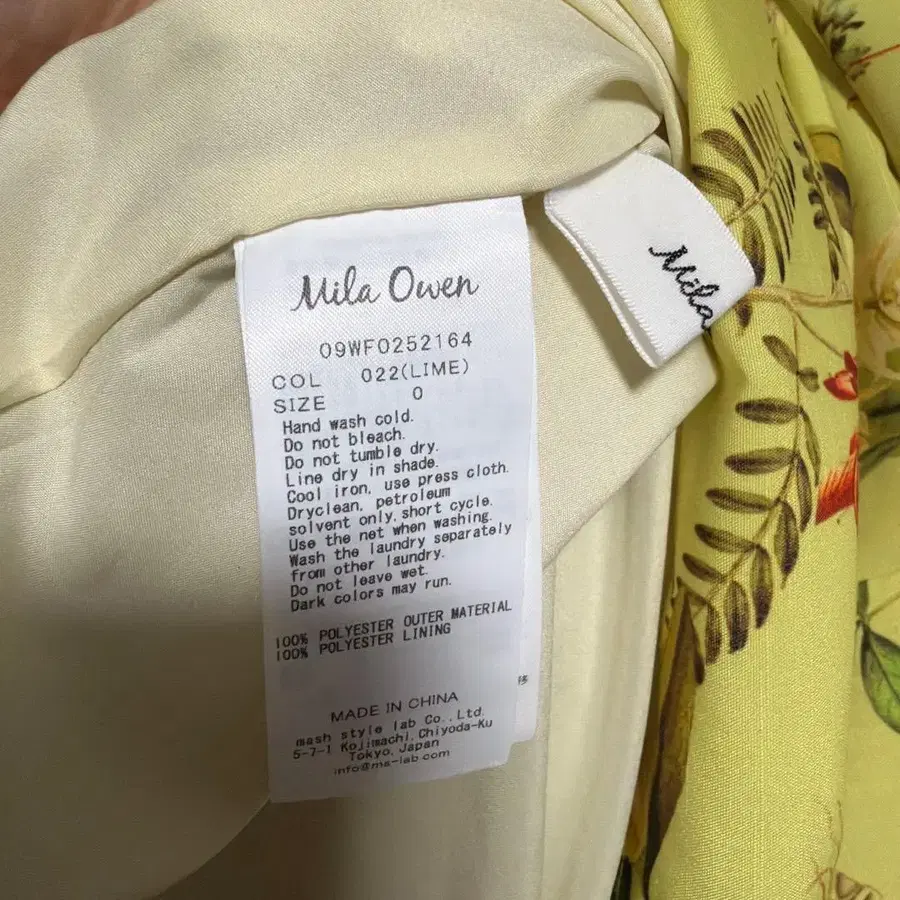 Mila Owen
09WF0252164
COL 022(LIME)
SIZE 0
Hand wash cold.
Do not bleach.
Do not tumble dry.
Line dry in shade.
Cool iron, use press cloth.
Dryclean, petroleum
solvent only, short cycle.
Use the net when washing.
Wash the laundry separately
from other laundry.
Do not leave wet.
Dark colors may run.
100% POLYESTER OUTER MATERIAL
100% POLYESTER LINING
MADE IN CHINA
mash style lab Co., Ltd.
5-7-1 Kojimachi, Chiyoda-Ku
Tokyo, Japan
info@ms-lab.com
Mila